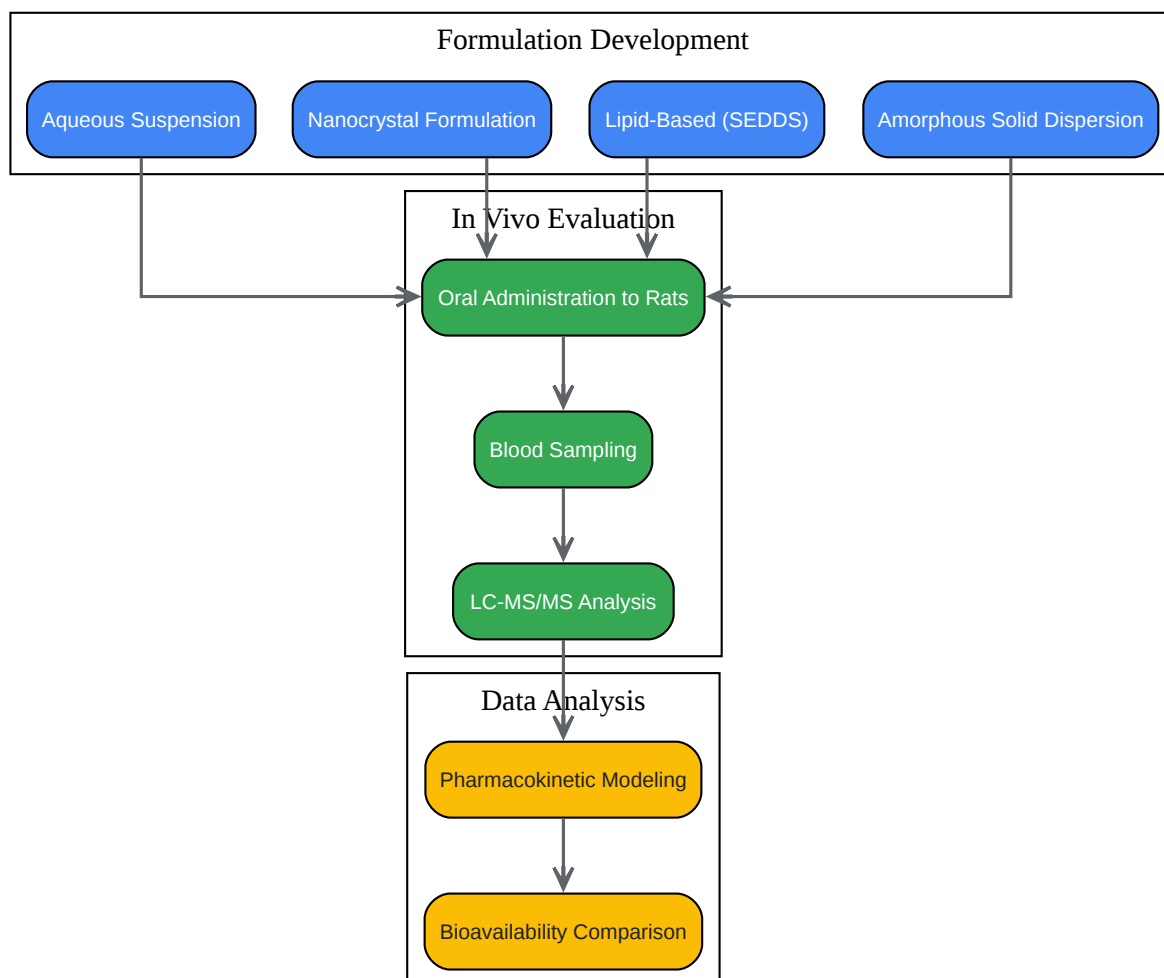 Formulation Development
Aqueous Suspension
Nanocrystal Formulation
Lipid-Based (SEDDS)
Amorphous Solid Dispersion
In Vivo Evaluation
Oral Administration to Rats
Blood Sampling
LC-MS/MS Analysis
Data Analysis
Pharmacokinetic Modeling
Bioavailability Comparison